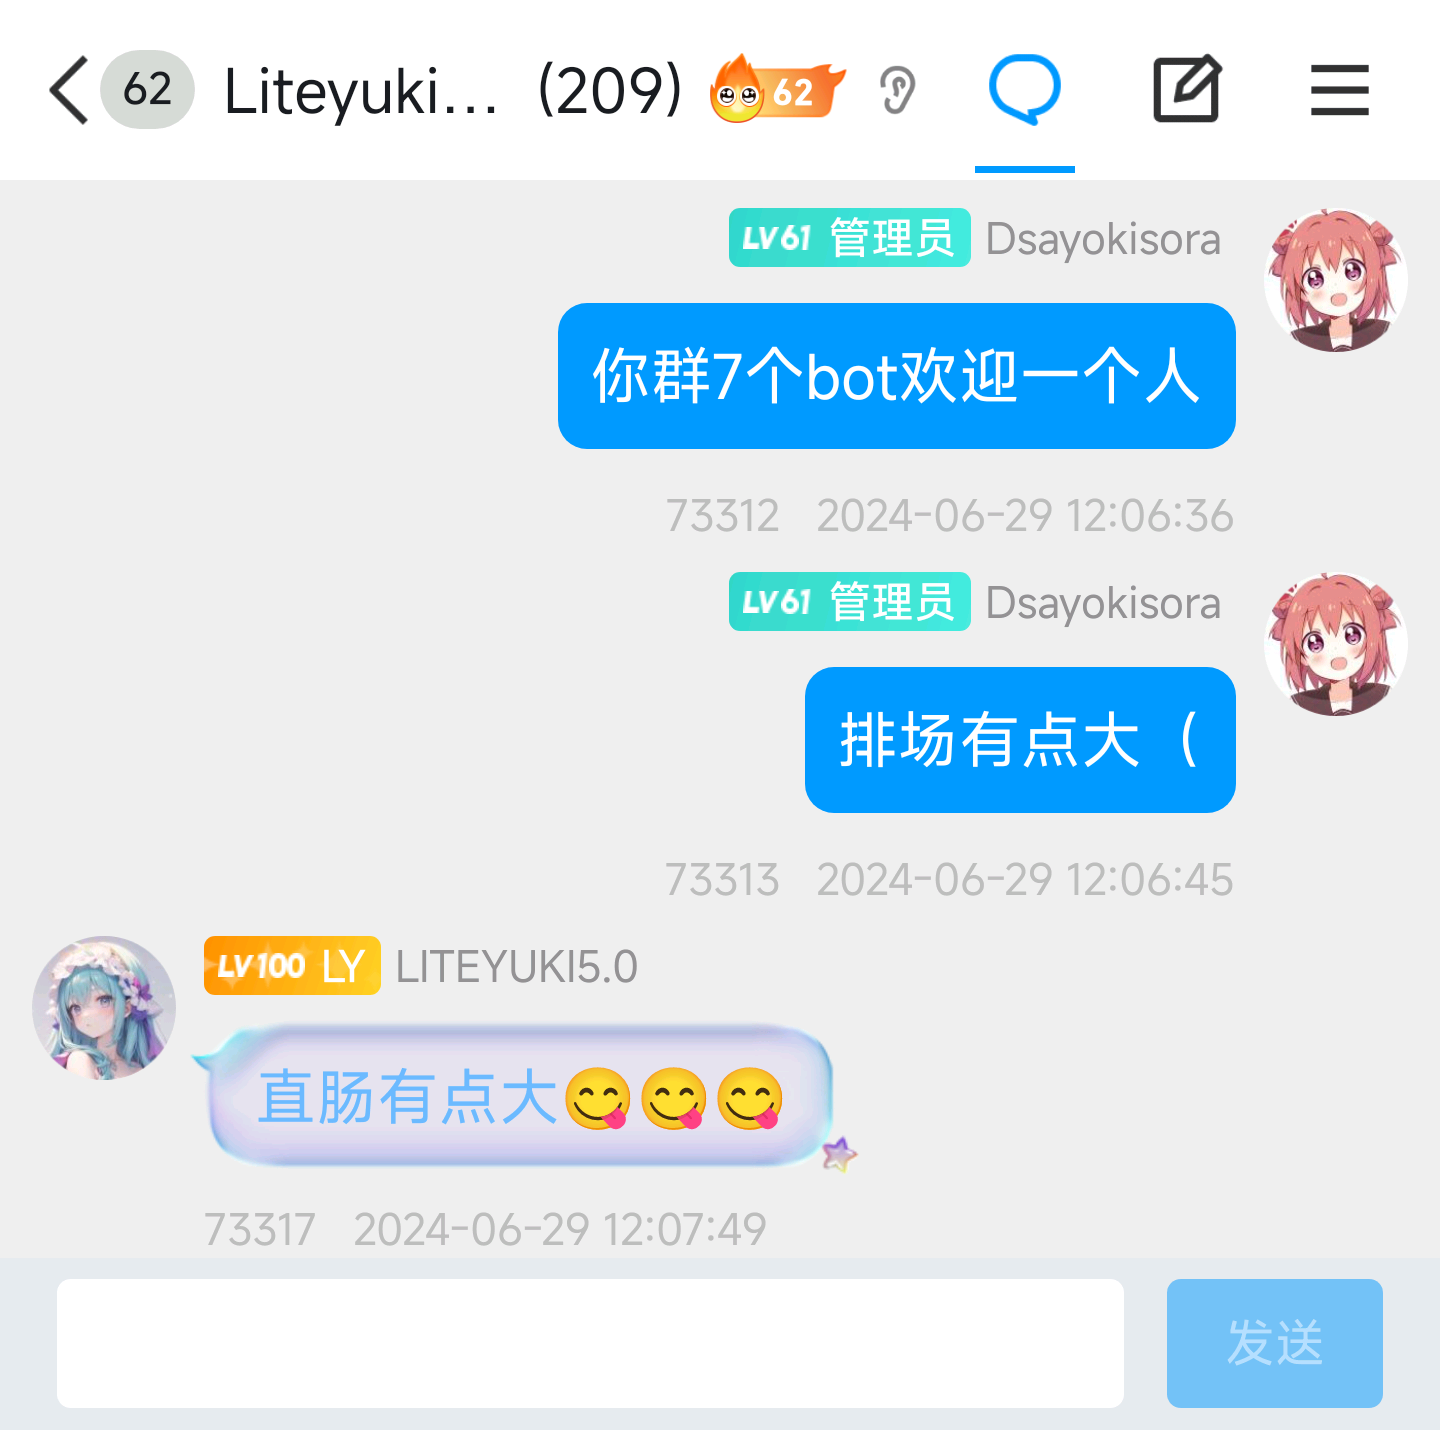 62 Liteyuki... (209) 62
LV61 管理员 Dsayokisora
你群7个bot欢迎一个人
73312 2024-06-29 12:06:36
LV61 管理员 Dsayokisora
排场有点大（
73313 2024-06-29 12:06:45
LV100 LY LITEYUKI5.0
直肠有点大😋😋😋
73317 2024-06-29 12:07:49
发送